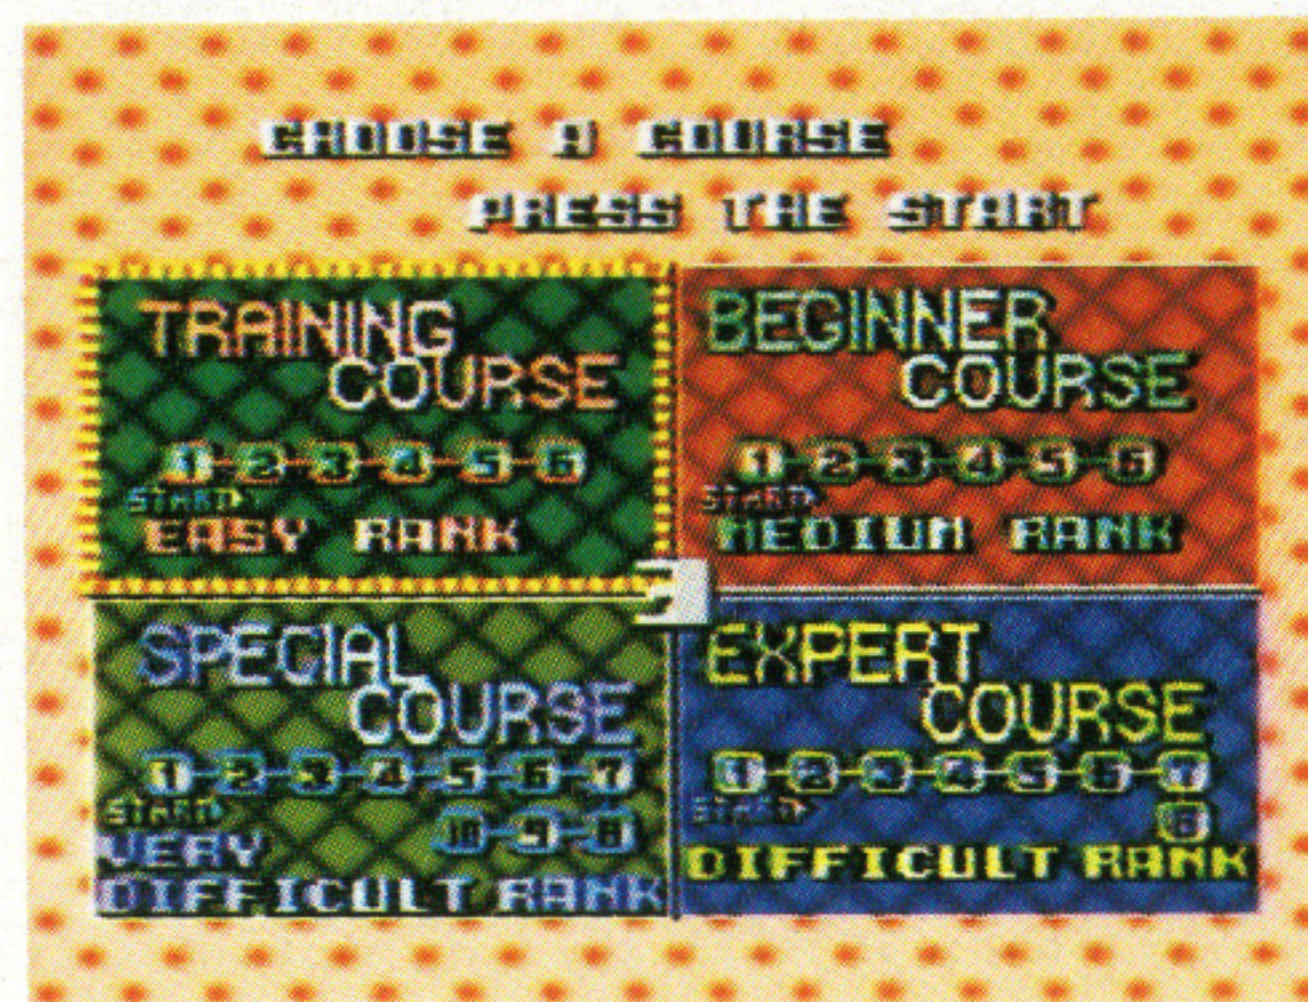 CHOOSE A COURSE
PRESS THE START
TRAINING
COURSE
1-2-3-4-5-6
START
EASY RANK
BEGINNER
COURSE
1-2-3-4-5-6
START
MEDIUM RANK
SPECIAL
COURSE
1-2-3-4-5-6-7
START
10-9-8
VERY
DIFFICULT RANK
EXPERT
COURSE
1-2-3-4-5-6-7
START
8
DIFFICULT RANK